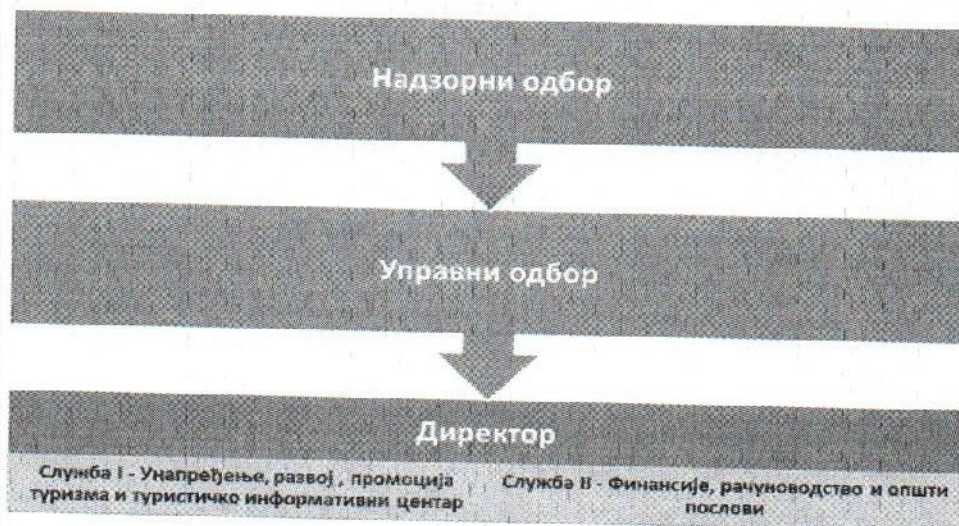 Надзорни одбор
Управни одбор
Директор
Служба I - Унапређење, развој , промоција
туризма и туристичко информативни центар
Служба II - Финансије, рачуноводство и општи
послови